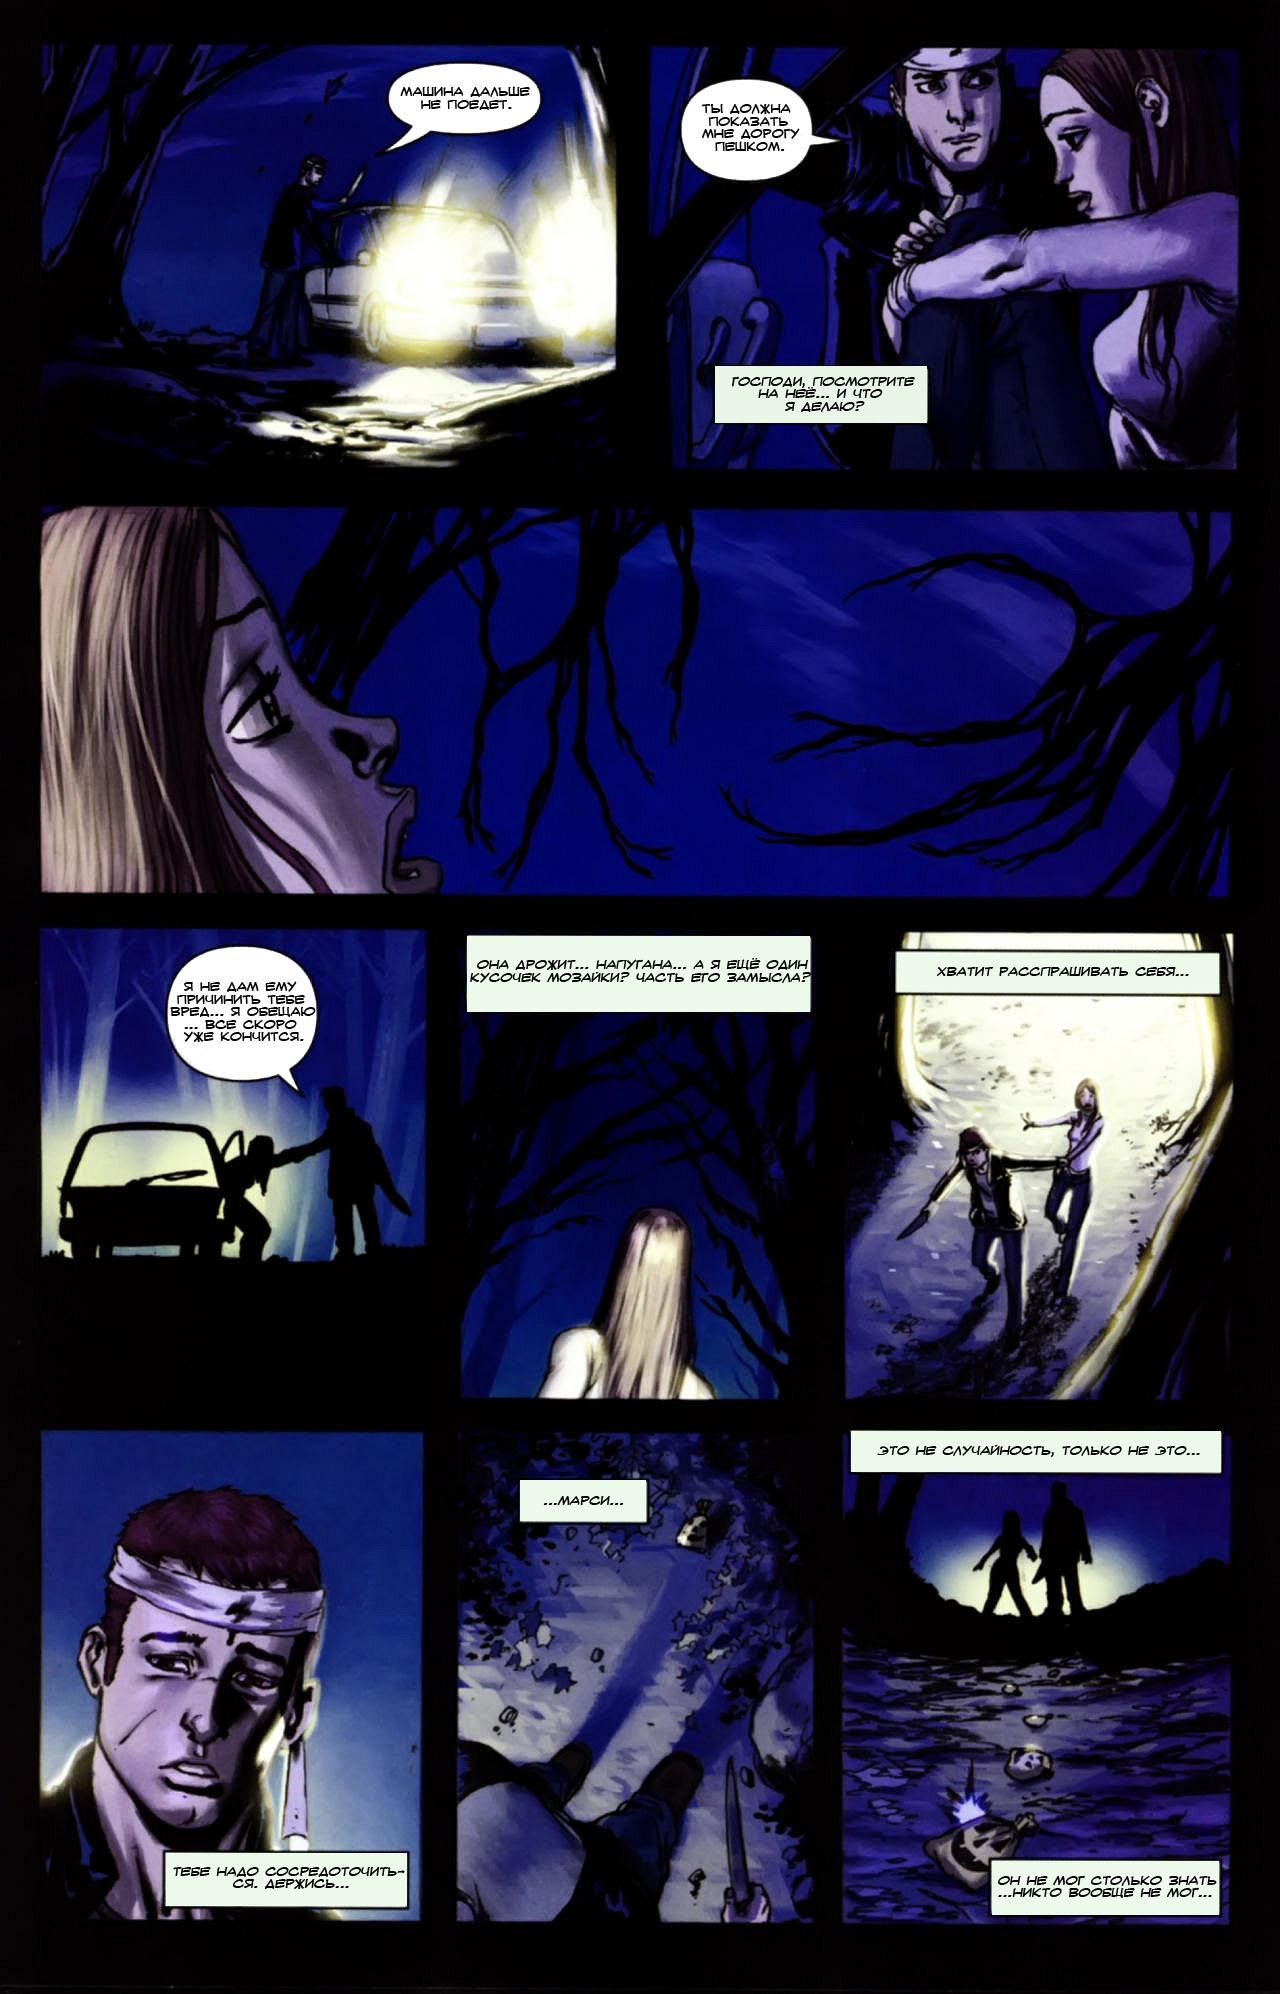 МАШИНА ДАЛЬШЕ
НЕ ПОЕДЕТ.
ТЫ ДОЛЖНА
ПОКАЗАТЬ
МНЕ ДОРОГУ
ПЕШКОМ.
ГОСПОДИ, ПОСМОТРИТЕ
НА НЕЁ... И ЧТО
Я ДЕЛАЮ?
Я НЕ ДАМ ЕМУ
ПРИЧИНИТЬ ТЕБЕ
ВРЕД... Я ОБЕЩАЮ
... ВСЕ СКОРО
УЖЕ КОНЧИТСЯ.
ОНА ДРОЖИТ... НАПУГАНА... А Я ЕЩЁ ОДИН
КУСОЧЕК МОЗАЙКИ? ЧАСТЬ ЕГО ЗАМЫСЛА?
ХВАТИТ РАССПРАШИВАТЬ СЕБЯ...
ТЕБЕ НАДО СОСРЕДОТОЧИТЬ-
СЯ. ДЕРЖИСЬ...
...МАРСИ...
ЭТО НЕ СЛУЧАЙНОСТЬ, ТОЛЬКО НЕ ЭТО...
ОН НЕ МОГ СТОЛЬКО ЗНАТЬ
...НИКТО ВООБЩЕ НЕ МОГ...